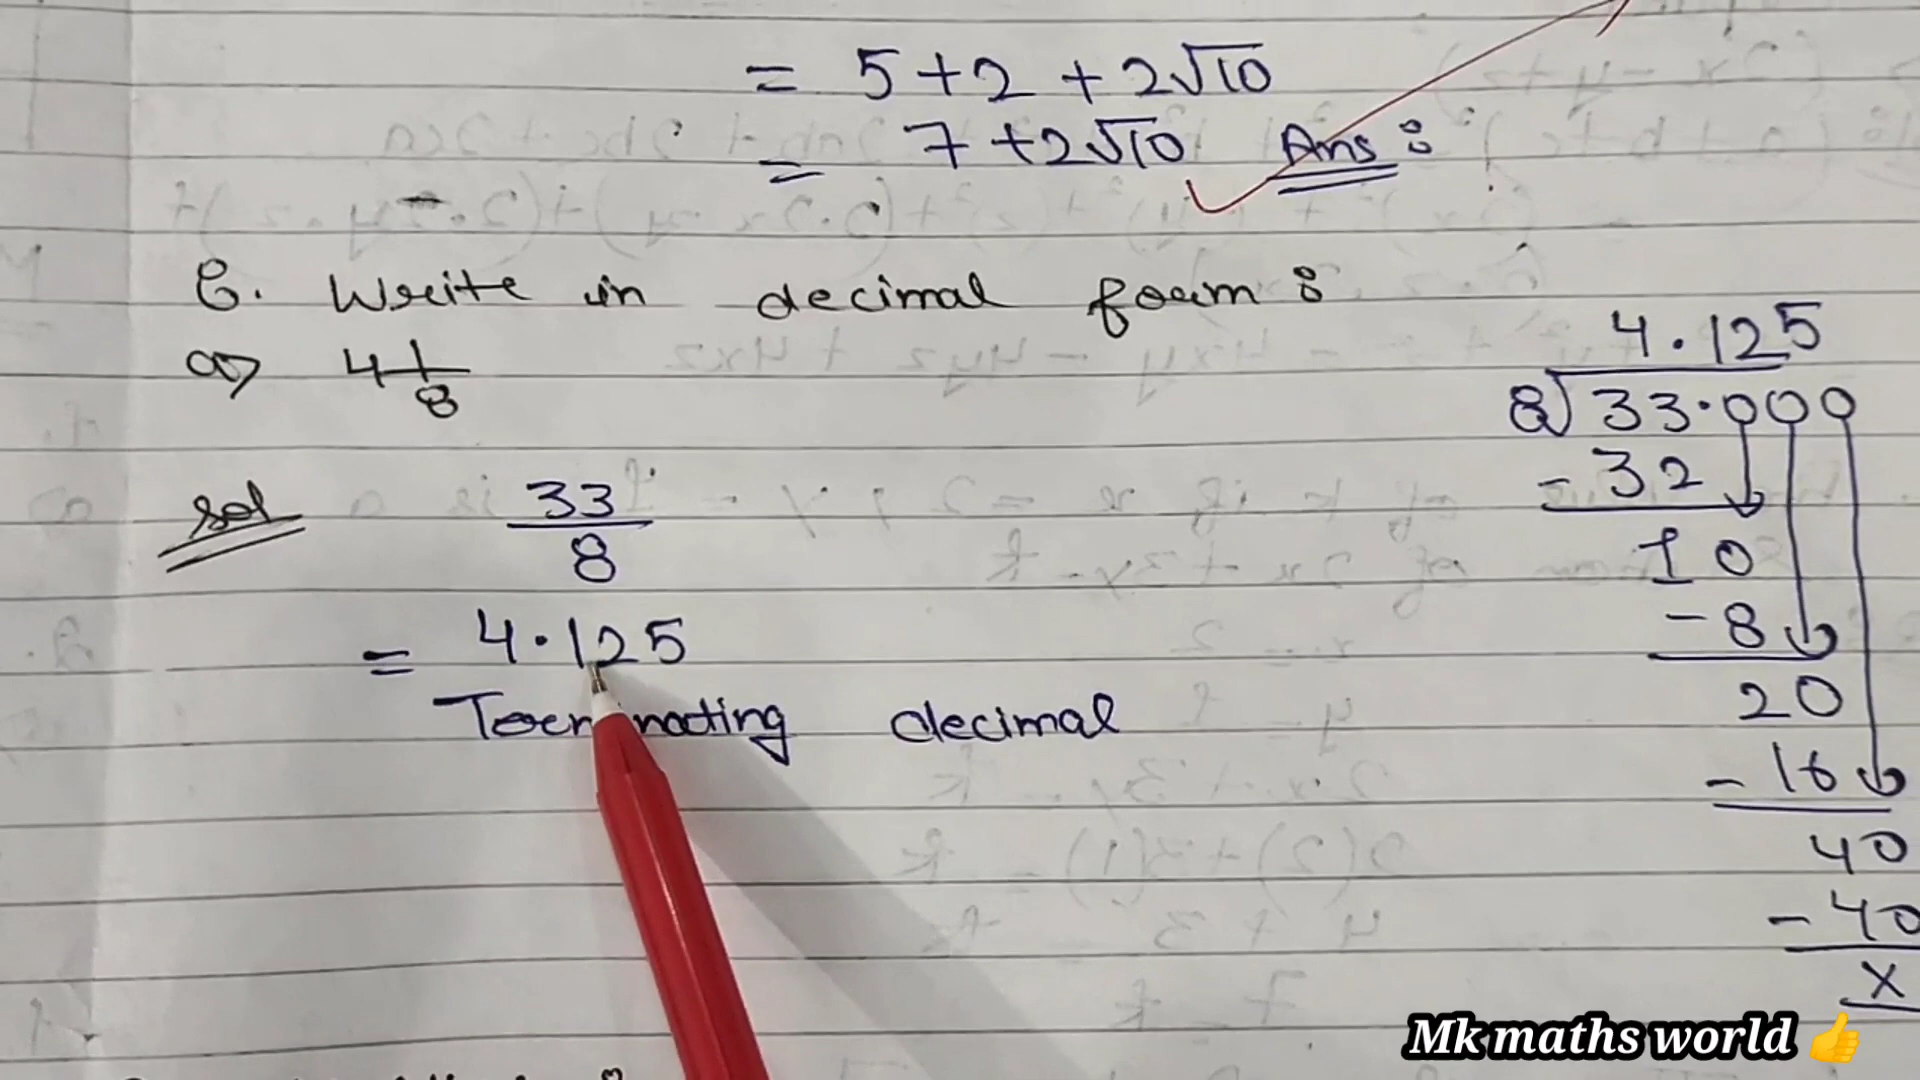 = 5+2 + 2√10
= 7 +2√10 Ans:
6. Write in decimal form :
a) 4 1/8
Sol 33/8
= 4.125
Terminating decimal
4.125
8) 33.000
- 32
10
- 8
20
- 16
40
- 40
x
Mk maths world 👍